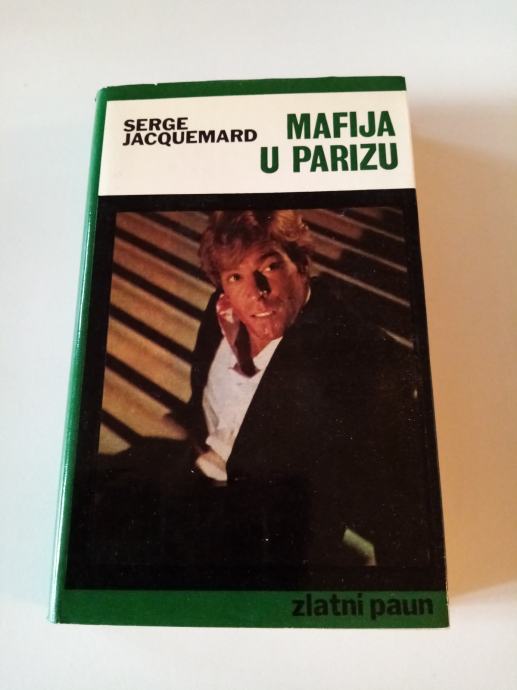 SERGE
JACQUEMARD
MAFIJA
U PARIZU
zlatni paun